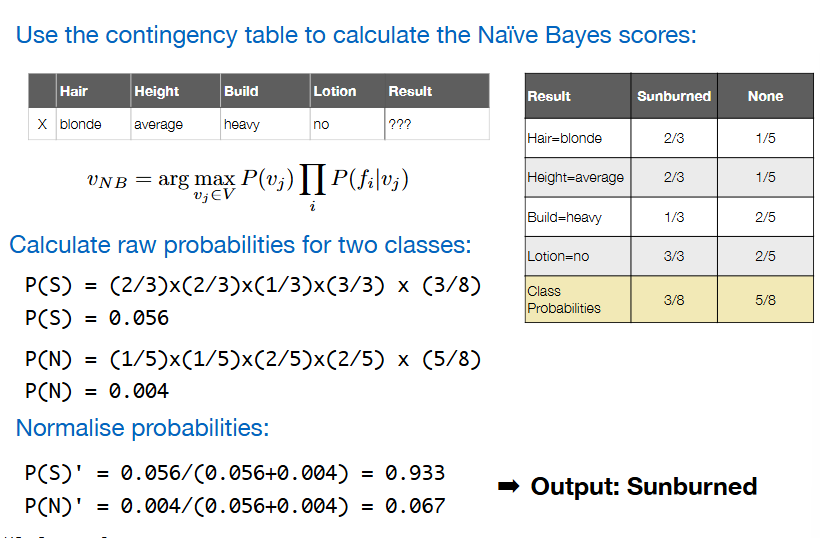 Use the contingency table to calculate the Naïve Bayes scores:
Hair Height Build Lotion Result
X blonde average heavy no ???
v_NB = arg max_{v_j∈V} P(v_j) ∏_i P(f_i|v_j)
Result Sunburned None
Hair=blonde 2/3 1/5
Height=average 2/3 1/5
Build=heavy 1/3 2/5
Lotion=no 3/3 2/5
Class
Probabilities 3/8 5/8
Calculate raw probabilities for two classes:
P(S) = (2/3)x(2/3)x(1/3)x(3/3) x (3/8)
P(S) = 0.056
P(N) = (1/5)x(1/5)x(2/5)x(2/5) x (5/8)
P(N) = 0.004
Normalise probabilities:
P(S)' = 0.056/(0.056+0.004) = 0.933
P(N)' = 0.004/(0.056+0.004) = 0.067
➡ Output: Sunburned